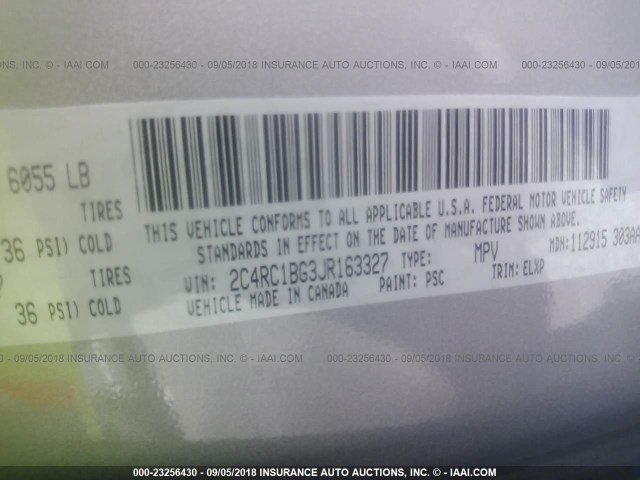 000-23256430 - 09/05/2018 INSURANCE AUTO AUCTIONS, INC. © - IAAI.COM
6055 LB
TIRES
36 PSI) COLD
TIRES
36 PSI) COLD
THIS VEHICLE CONFORMS TO ALL APPLICABLE U.S.A. FEDERAL MOTOR VEHICLE SAFETY
STANDARDS IN EFFECT ON THE DATE OF MANUFACTURE SHOWN ABOVE.
MDH: 112915 303AA
VIN: 2C4RC1BG3JR163327 TYPE: MPV
VEHICLE MADE IN CANADA PAINT: PSC TRIM: ELXP
/05/2018 INSURANCE AUTO AUCTIONS, INC. © - IAAI.COM
000-23256430 - 09/05/2018 INSURANCE AUTO AUCTIONS, INC. © - IAAI.COM